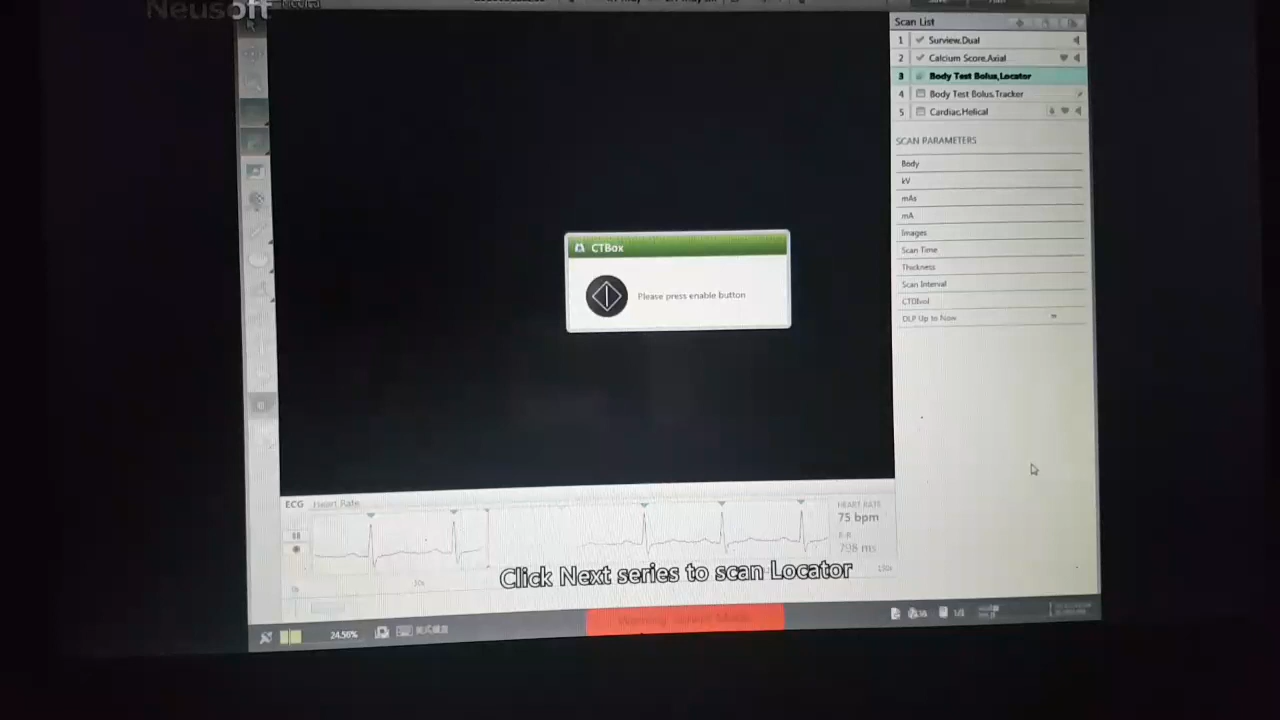 Neusoft
Scan List
1 Surview.Dual
2 Calcium Score.Axial
3 Body Test Bolus.Locator
4 Body Test Bolus.Tracker
5 Cardiac.Helical
SCAN PARAMETERS
Body
kV
mAs
mA
Images
Scan Time
Thickness
Scan Interval
CTDIvol
DLP Up to Now
CTBox
Please press enable button
ECG Heart Rate
HEART RATE
75 bpm
R-R
798 ms
Click Next series to scan Locator
24.56%